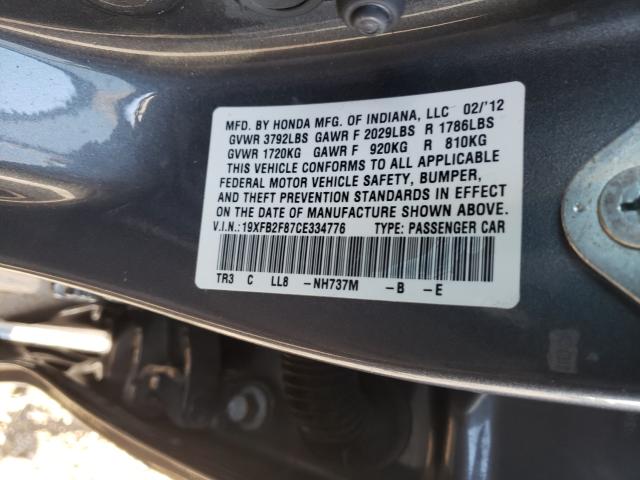 MFD. BY HONDA MFG. OF INDIANA, LLC 02/'12
GVWR 3792LBS GAWR F 2029LBS R 1786LBS
GVWR 1720KG GAWR F 920KG R 810KG
THIS VEHICLE CONFORMS TO ALL APPLICABLE
FEDERAL MOTOR VEHICLE SAFETY, BUMPER,
AND THEFT PREVENTION STANDARDS IN EFFECT
ON THE DATE OF MANUFACTURE SHOWN ABOVE.
V.I.N.: 19XFB2F87CE334776 TYPE: PASSENGER CAR
TR3 C LL8 -NH737M -B -E